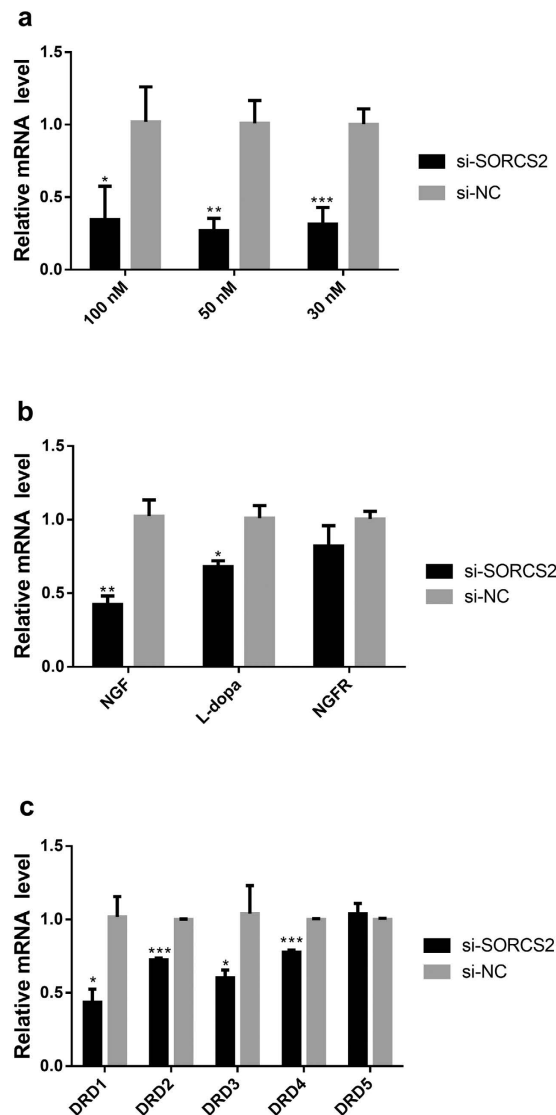 a
Relative mRNA level
1.5
1.0
0.5
0.0
*
**
***
100 nM
50 nM
30 nM
si-SORCS2
si-NC
b
Relative mRNA level
1.5
1.0
0.5
0.0
**
*
NGF
L-dopa
NGFR
si-SORCS2
si-NC
c
Relative mRNA level
1.5
1.0
0.5
0.0
*
***
*
***
DRD1
DRD2
DRD3
DRD4
DRD5
si-SORCS2
si-NC